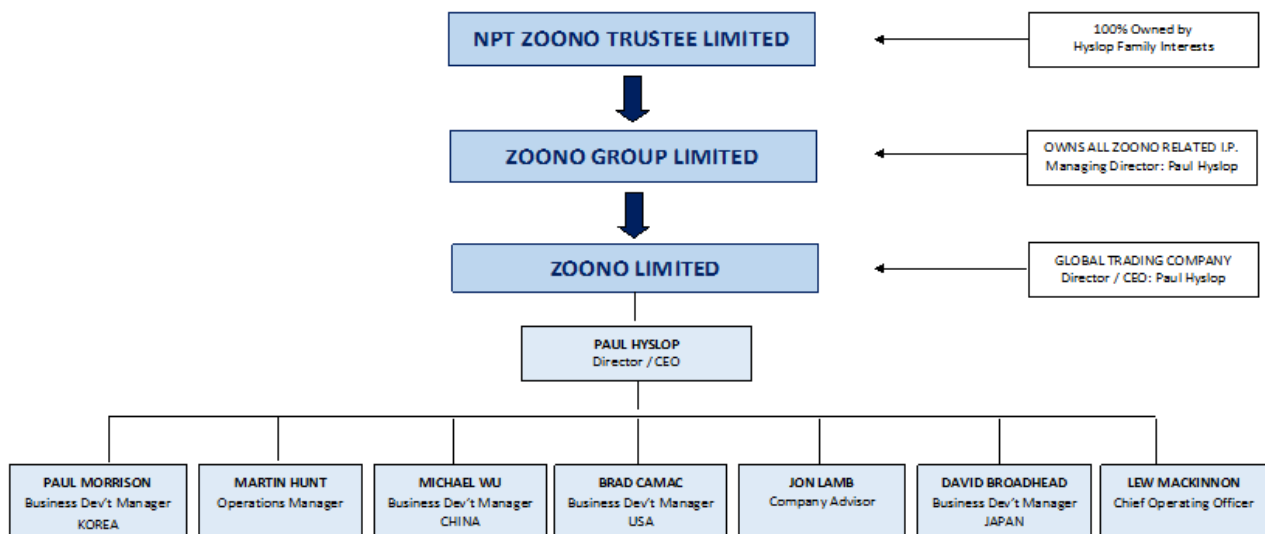 NPT ZOONO TRUSTEE LIMITED
100% Owned by
Hyslop Family Interests
ZOONO GROUP LIMITED
OWNS ALL ZOONO RELATED I.P.
Managing Director: Paul Hyslop
ZOONO LIMITED
GLOBAL TRADING COMPANY
Director / CEO: Paul Hyslop
PAUL HYSLOP
Director / CEO
PAUL MORRISON
Business Dev't Manager
KOREA
MARTIN HUNT
Operations Manager
MICHAEL WU
Business Dev't Manager
CHINA
BRAD CAMAC
Business Dev't Manager
USA
JON LAMB
Company Advisor
DAVID BROADHEAD
Business Dev't Manager
JAPAN
LEW MACKINNON
Chief Operating Officer